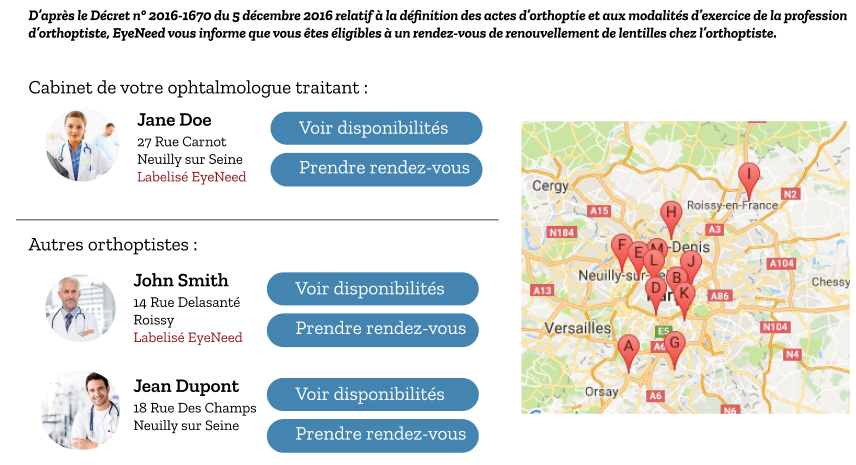 D'après le Décret n° 2016-1670 du 5 décembre 2016 relatif à la définition des actes d'orthoptie et aux modalités d'exercice de la profession
d'orthoptiste, EyeNeed vous informe que vous êtes éligibles à un rendez-vous de renouvellement de lentilles chez l'orthoptiste.
Cabinet de votre ophtalmologue traitant :
Jane Doe
27 Rue Carnot
Neuilly sur Seine
Labelisé EyeNeed
Voir disponibilités
Prendre rendez-vous
Autres orthoptistes :
John Smith
14 Rue Delasanté
Roissy
Labelisé EyeNeed
Voir disponibilités
Prendre rendez-vous
Jean Dupont
18 Rue Des Champs
Neuilly sur Seine
Voir disponibilités
Prendre rendez-vous
I
Cergy
N2
Roissy-en-France
A15
H
A3
N184
F
E
M
-Denis
L
J
A104
Neuilly-sur-
B
Chessy
A13
D
K
A86
Versailles
E5
N104
A
A6
G
N4
Orsay
A6
N6